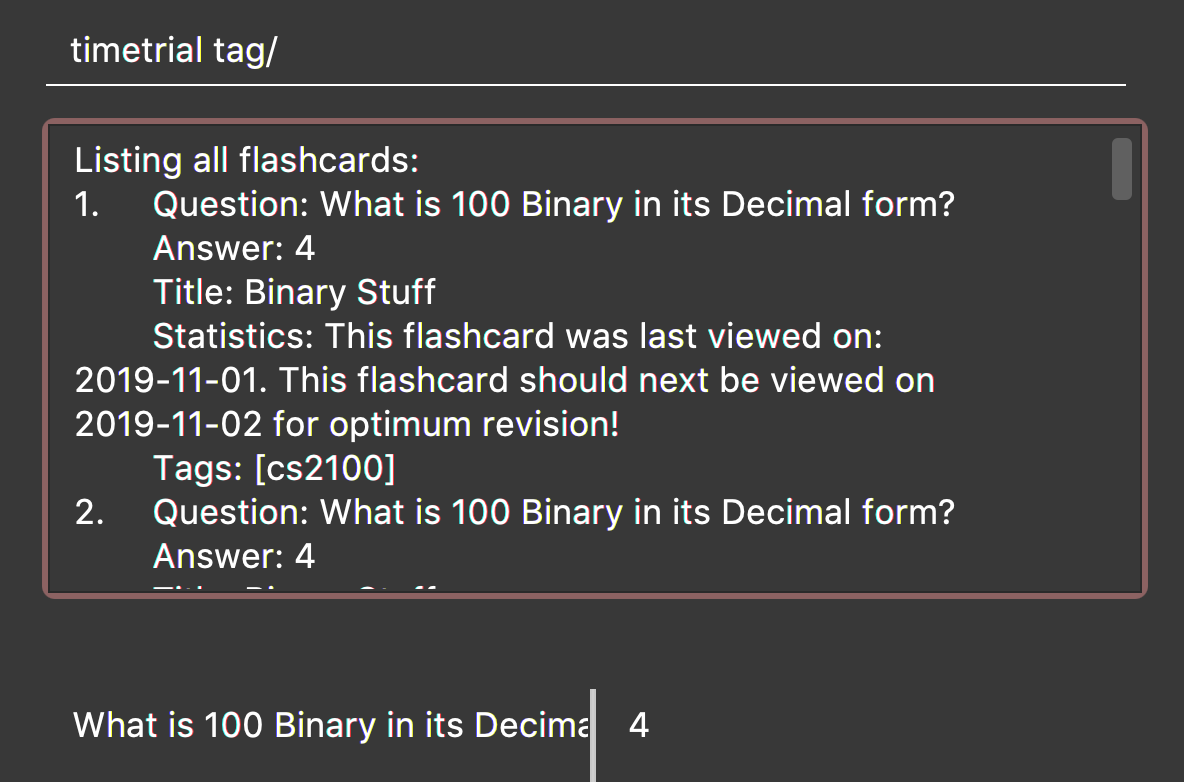 timetrial tag/
Listing all flashcards:
1. Question: What is 100 Binary in its Decimal form?
Answer: 4
Title: Binary Stuff
Statistics: This flashcard was last viewed on:
2019-11-01. This flashcard should next be viewed on
2019-11-02 for optimum revision!
Tags: [cs2100]
2. Question: What is 100 Binary in its Decimal form?
Answer: 4
What is 100 Binary in its Decima
4